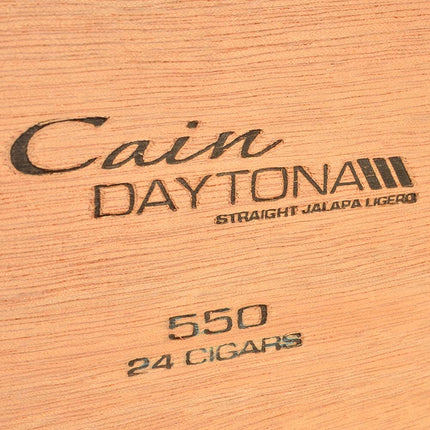 Cain
DAYTONA
STRAIGHT JALAPA LIGERO
550
24 CIGARS